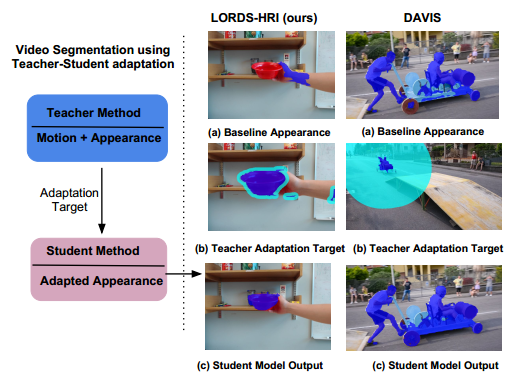 LORDS-HRI (ours)
DAVIS
Video Segmentation using
Teacher-Student adaptation
Teacher Method
Motion + Appearance
Adaptation
Target
Student Method
Adapted Appearance
(a) Baseline Appearance
(a) Baseline Appearance
(b) Teacher Adaptation Target
(b) Teacher Adaptation Target
(c) Student Model Output
(c) Student Model Output